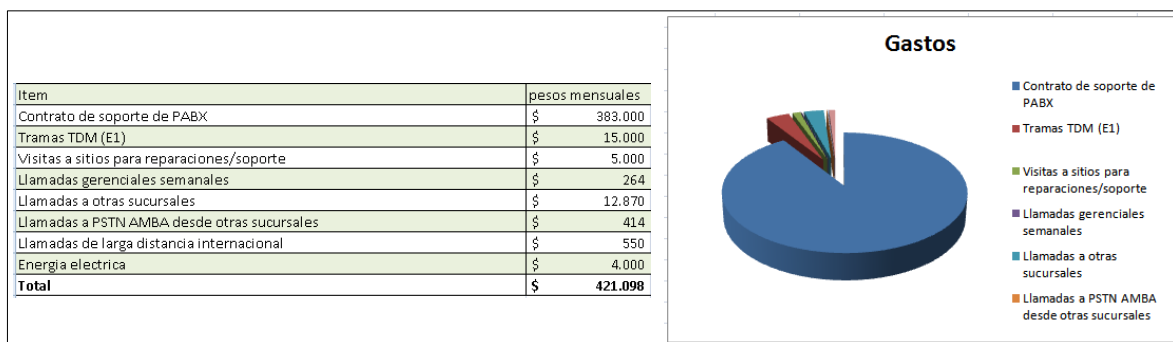 Item pesos mensuales
Contrato de soporte de PABX $ 383.000
Tramas TDM (E1) $ 15.000
Visitas a sitios para reparaciones/soporte $ 5.000
Llamadas gerenciales semanales $ 264
Llamadas a otras sucursales $ 12.870
Llamadas a PSTN AMBA desde otras sucursales $ 414
Llamadas de larga distancia internacional $ 550
Energia electrica $ 4.000
Total $ 421.098
Gastos
Contrato de soporte de
PABX
Tramas TDM (E1)
Visitas a sitios para
reparaciones/soporte
Llamadas gerenciales
semanales
Llamadas a otras
sucursales
Llamadas a PSTN AMBA
desde otras sucursales